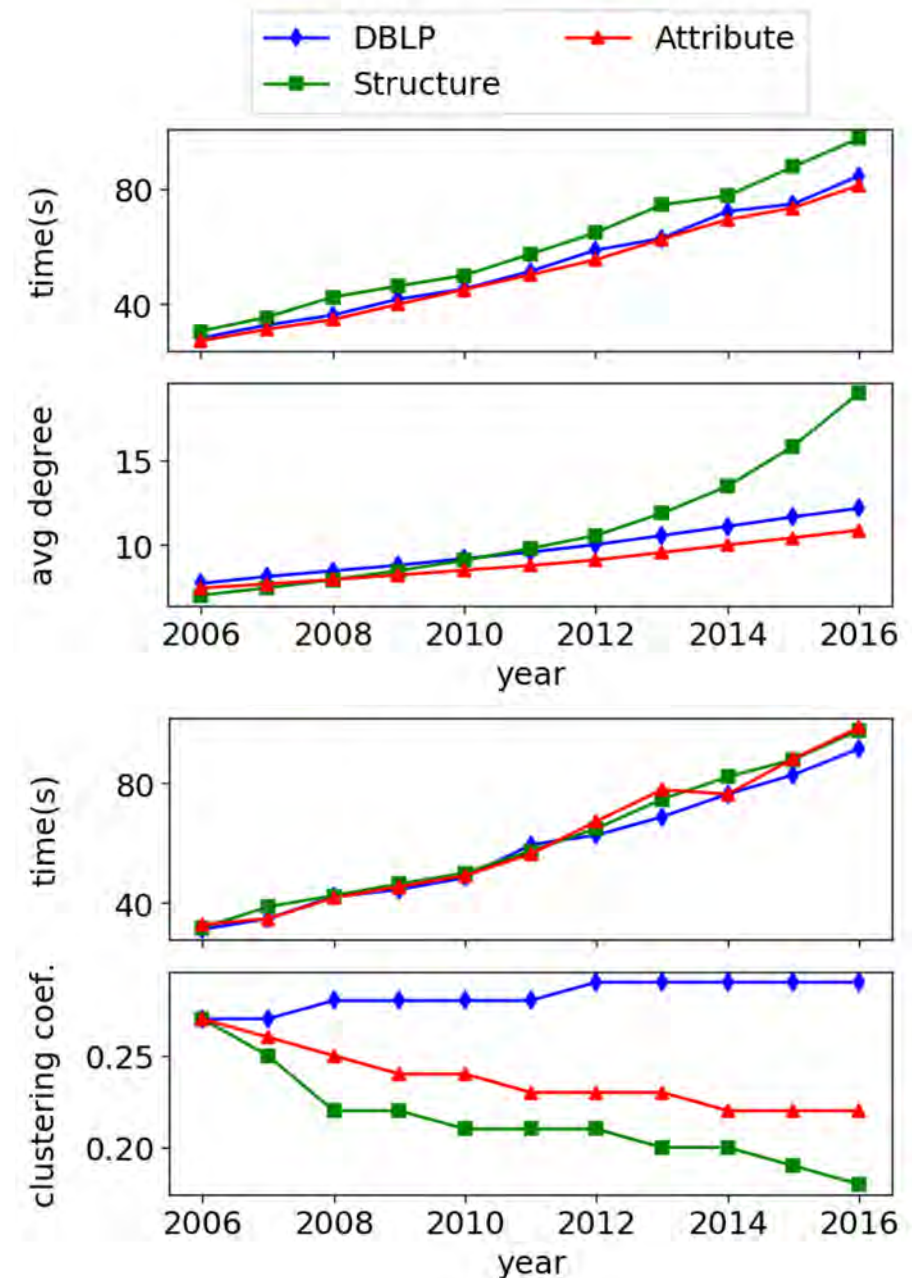 DBLP Attribute
Structure
time(s)
80
40
avg degree
15
10
2006 2008 2010 2012 2014 2016
year
time(s)
80
40
clustering coef.
0.25
0.20
2006 2008 2010 2012 2014 2016
year